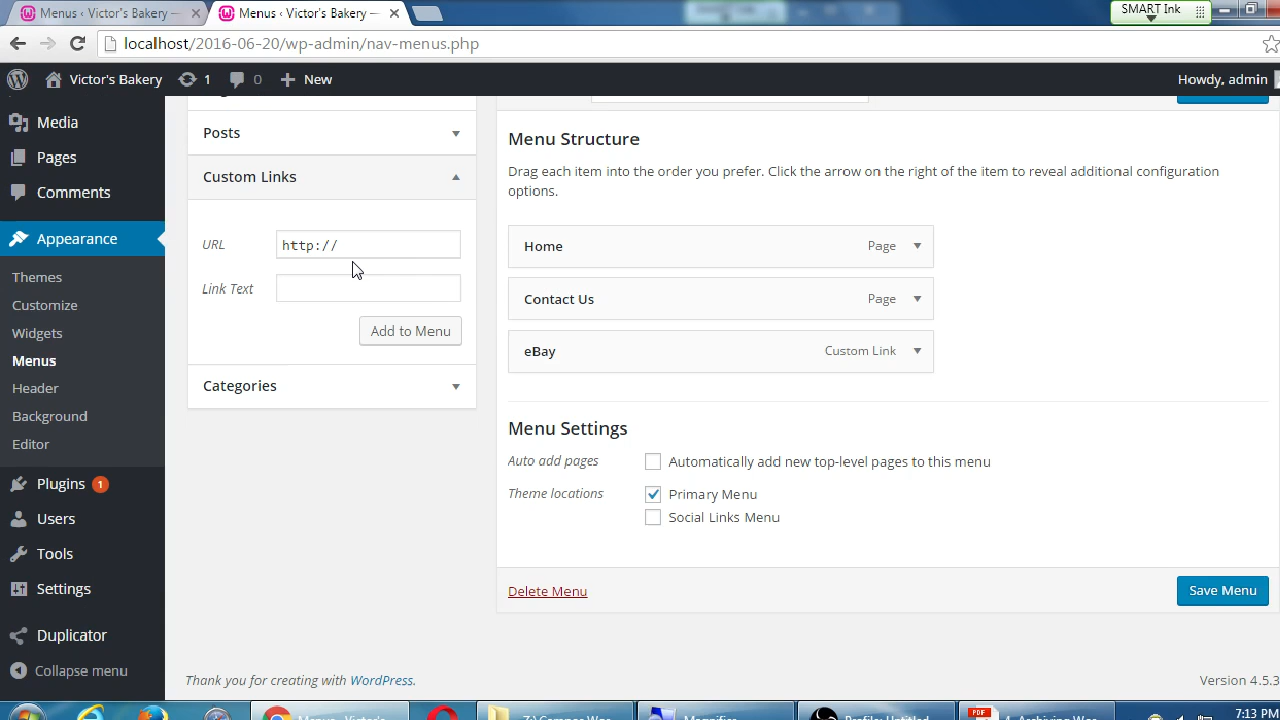 Menus ‹ Victor's Bakery —
Menus ‹ Victor's Bakery —
SMART Ink
localhost/2016-06-20/wp-admin/nav-menus.php
Victor's Bakery
1
0
New
Howdy, admin
Media
Pages
Comments
Appearance
Themes
Customize
Widgets
Menus
Header
Background
Editor
Plugins 1
Users
Tools
Settings
Duplicator
Collapse menu
Posts
Custom Links
URL
http://
Link Text
Add to Menu
Categories
Menu Structure
Drag each item into the order you prefer. Click the arrow on the right of the item to reveal additional configuration
options.
Home Page
Contact Us Page
eBay Custom Link
Menu Settings
Auto add pages
Automatically add new top-level pages to this menu
Theme locations
Primary Menu
Social Links Menu
Delete Menu
Save Menu
Thank you for creating with WordPress.
Version 4.5.3
Menus ‹ Victor's
Magnifier
Profile: Untitled
PDF
7:13 PM